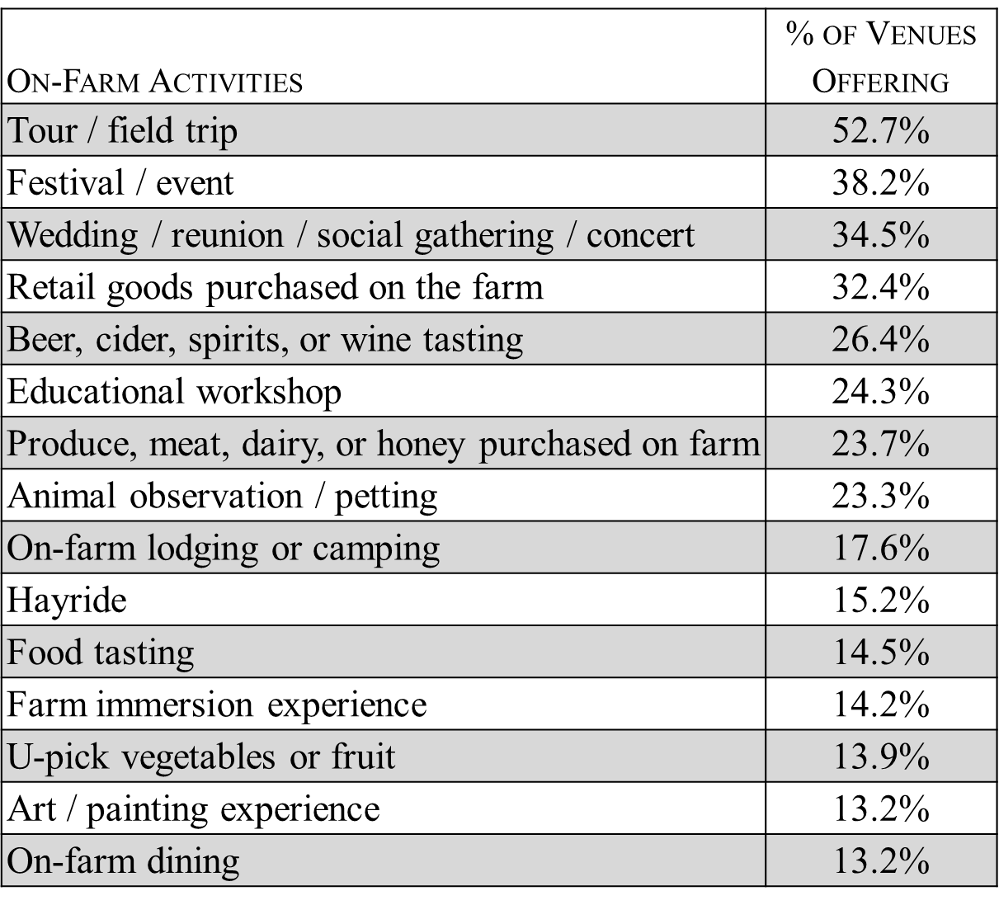 ON-FARM ACTIVITIES
% OF VENUES
OFFERING
Tour / field trip 52.7%
Festival / event 38.2%
Wedding / reunion / social gathering / concert 34.5%
Retail goods purchased on the farm 32.4%
Beer, cider, spirits, or wine tasting 26.4%
Educational workshop 24.3%
Produce, meat, dairy, or honey purchased on farm 23.7%
Animal observation / petting 23.3%
On-farm lodging or camping 17.6%
Hayride 15.2%
Food tasting 14.5%
Farm immersion experience 14.2%
U-pick vegetables or fruit 13.9%
Art / painting experience 13.2%
On-farm dining 13.2%